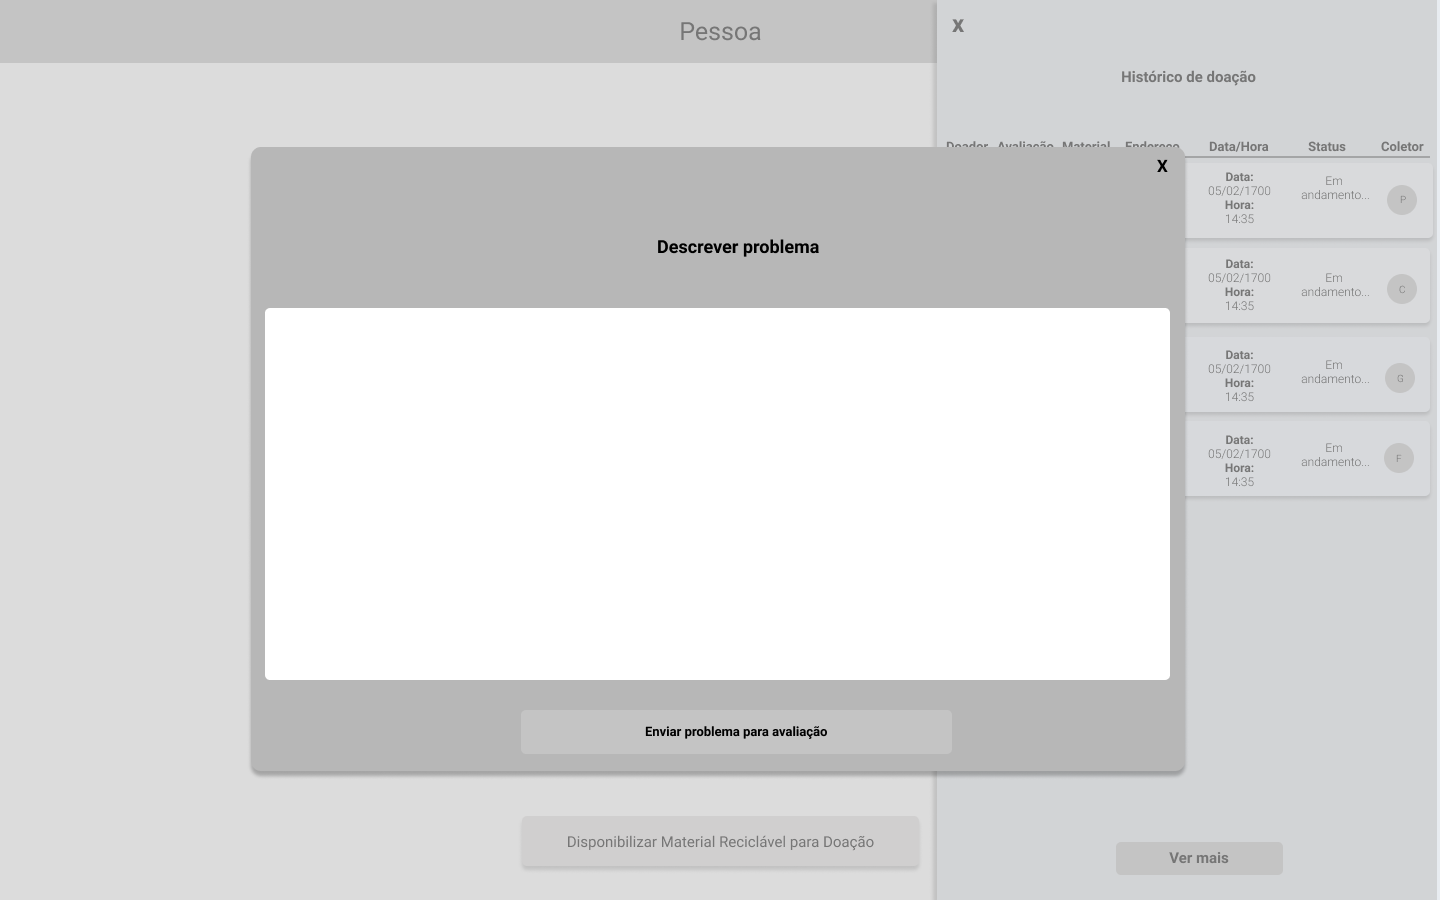 Pessoa
X
Histórico de doação
Doador Avaliação Material Endereço Data/Hora Status Coletor
X
Descrever problema
Enviar problema para avaliação
Data:
05/02/1700
Hora:
14:35
Em
andamento...
P
Data:
05/02/1700
Hora:
14:35
Em
andamento...
C
Data:
05/02/1700
Hora:
14:35
Em
andamento...
G
Data:
05/02/1700
Hora:
14:35
Em
andamento...
F
Disponibilizar Material Reciclável para Doação
Ver mais